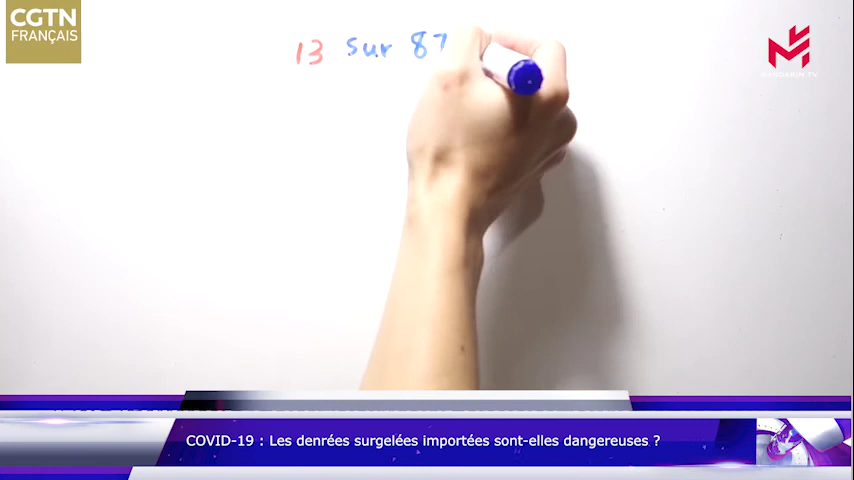 CGTN
FRANÇAIS
13 sur 87
MANDARIN TV
COVID-19 : Les denrées surgelées importées sont-elles dangereuses ?